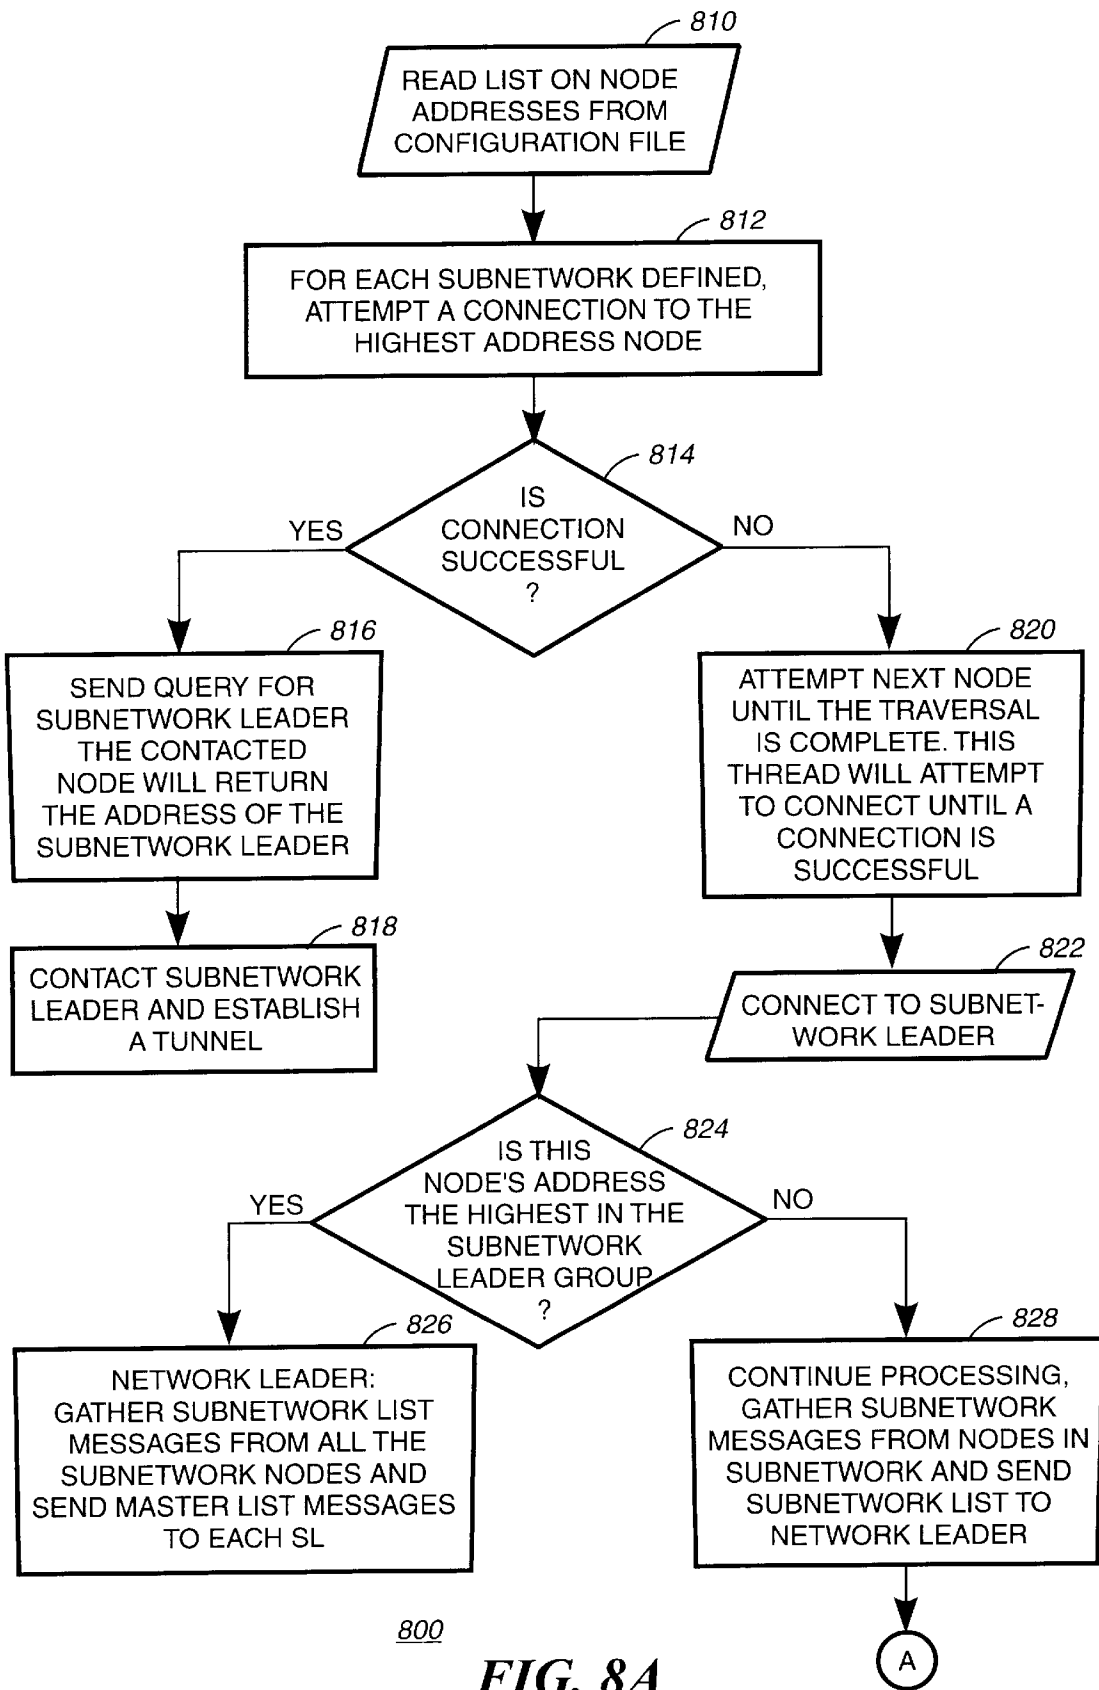 810
READ LIST ON NODE
ADDRESSES FROM
CONFIGURATION FILE
812
FOR EACH SUBNETWORK DEFINED,
ATTEMPT A CONNECTION TO THE
HIGHEST ADDRESS NODE
814
IS
CONNECTION
SUCCESSFUL
?
YES
NO
816
SEND QUERY FOR
SUBNETWORK LEADER
THE CONTACTED
NODE WILL RETURN
THE ADDRESS OF THE
SUBNETWORK LEADER
820
ATTEMPT NEXT NODE
UNTIL THE TRAVERSAL
IS COMPLETE. THIS
THREAD WILL ATTEMPT
TO CONNECT UNTIL A
CONNECTION IS
SUCCESSFUL
818
CONTACT SUBNETWORK
LEADER AND ESTABLISH
A TUNNEL
822
CONNECT TO SUBNET-
WORK LEADER
824
IS THIS
NODE'S ADDRESS
THE HIGHEST IN THE
SUBNETWORK
LEADER GROUP
?
YES
NO
826
NETWORK LEADER:
GATHER SUBNETWORK LIST
MESSAGES FROM ALL THE
SUBNETWORK NODES AND
SEND MASTER LIST MESSAGES
TO EACH SL
828
CONTINUE PROCESSING,
GATHER SUBNETWORK
MESSAGES FROM NODES IN
SUBNETWORK AND SEND
SUBNETWORK LIST TO
NETWORK LEADER
A
800
FIG. 8A